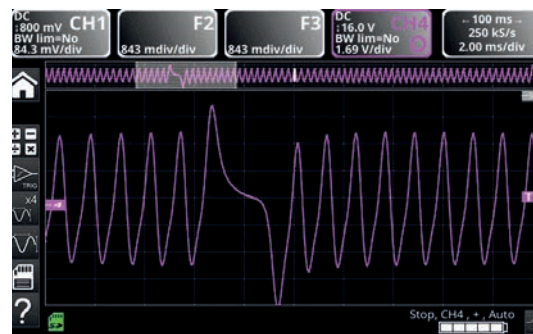 DC
:800 mV CH1
BW lim=No
84.3 mV/div
F2
843 mdiv/div
F3
843 mdiv/div
DC
:16.0 V CH4
BW lim=No
1.69 V/div
←100 ms→
250 kS/s
2.00 ms/div
TRIG
x4
T
?
Stop, CH4 , + , Auto